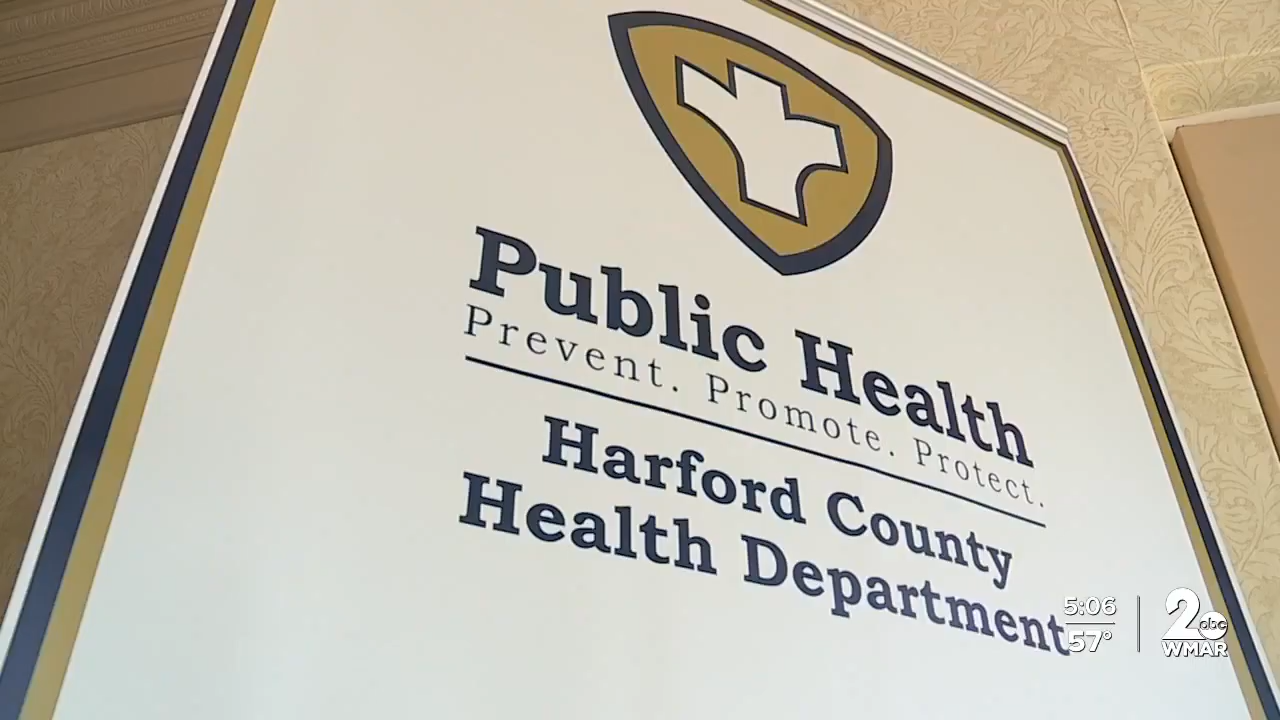 Public Health
Prevent. Promote. Protect.
Harford County
Health Department
5:06
57°
2 abc
WMAR